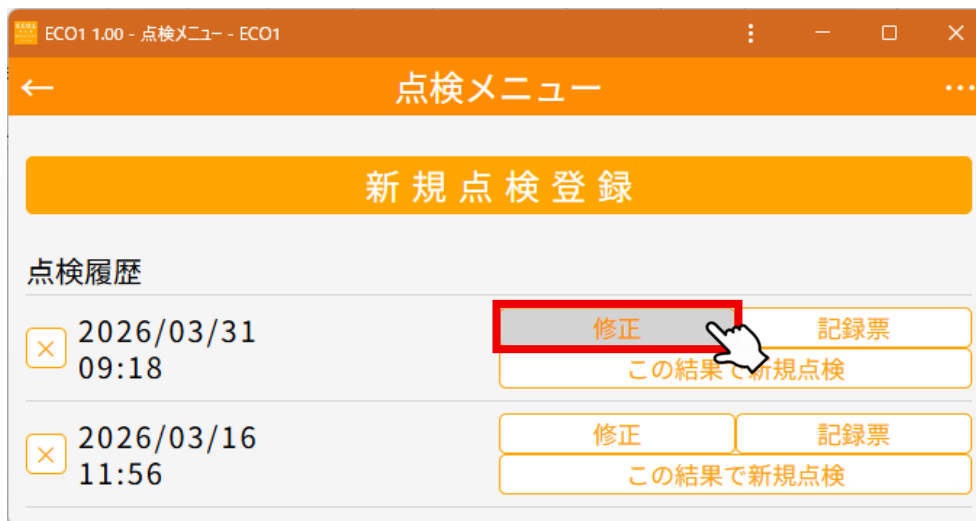 ECO1 1.00 - 点検メニュー - ECO1
点検メニュー
新規点検登録
点検履歴
2026/03/31
09:18
修正
記録票
この結果で新規点検
2026/03/16
11:56
修正
記録票
この結果で新規点検